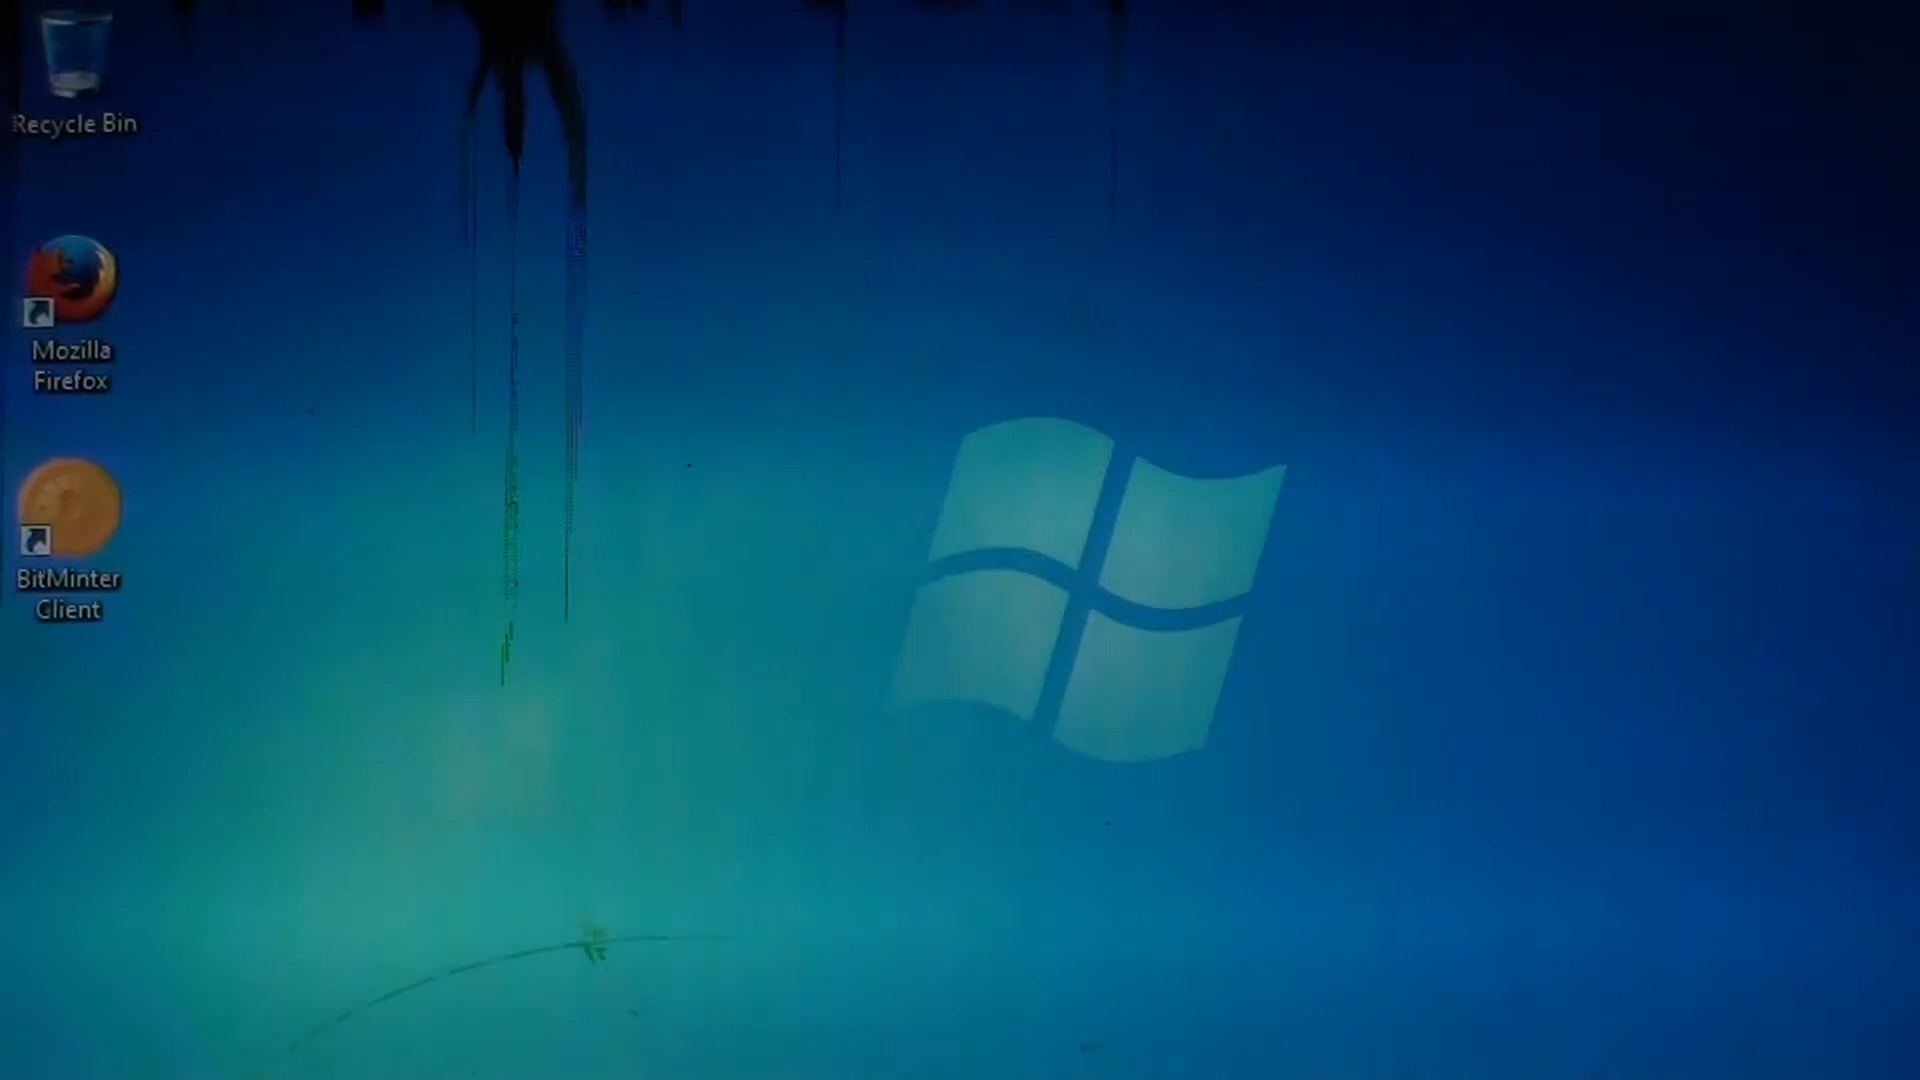 Recycle Bin
Mozilla
Firefox
BitMinter
Client